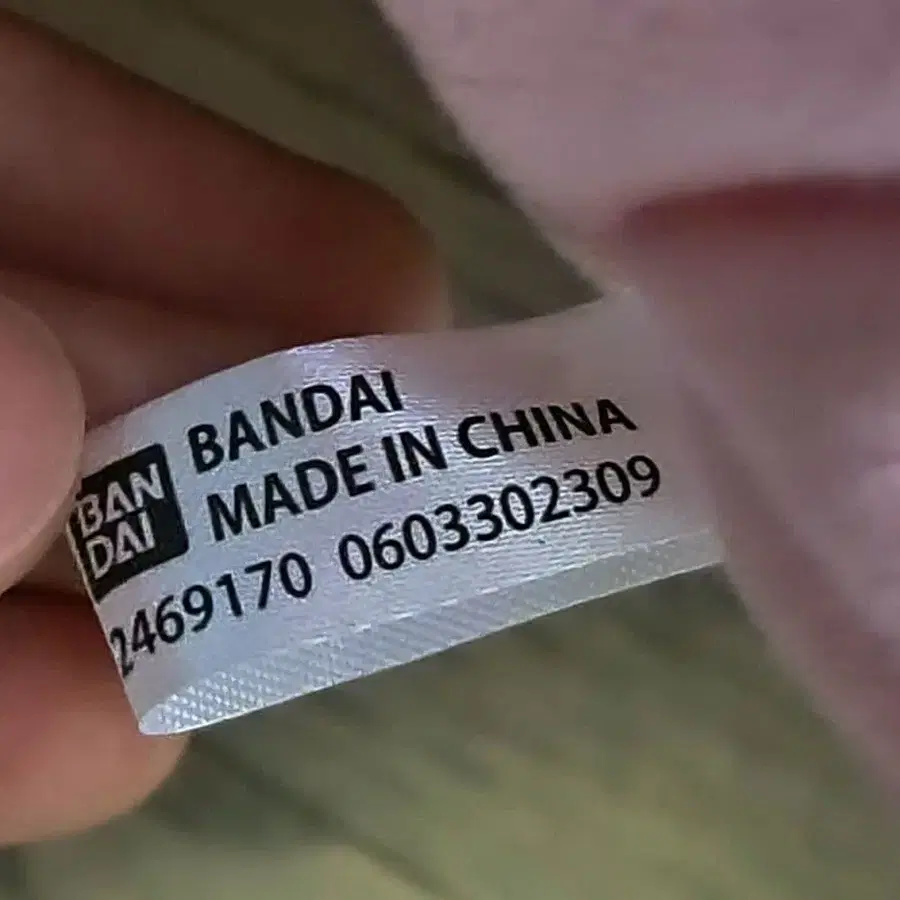 BAN
DAI
BANDAI
MADE IN CHINA
2469170 0603302309